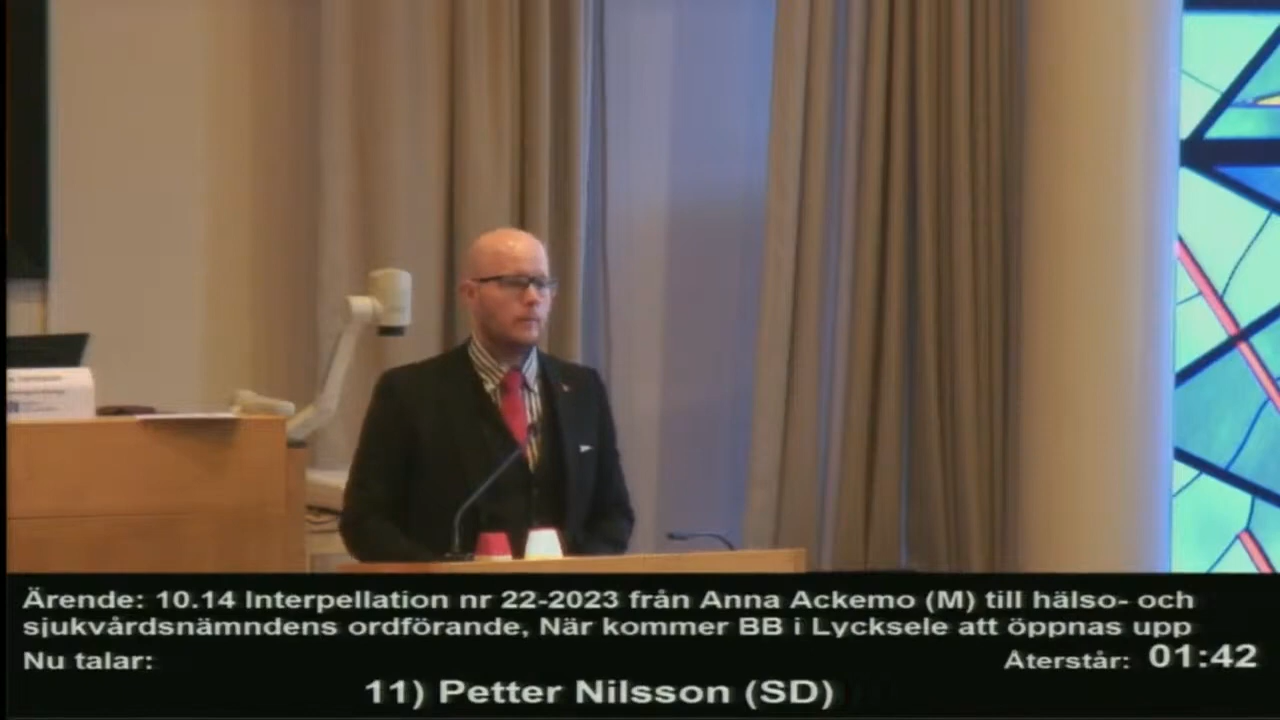 Ärende: 10.14 Interpellation nr 22-2023 från Anna Ackemo (M) till hälso- och
sjukvårdsnämndens ordförande, När kommer BB i Lycksele att öppnas upp
Nu talar:
Återstår: 01:42
11) Petter Nilsson (SD)